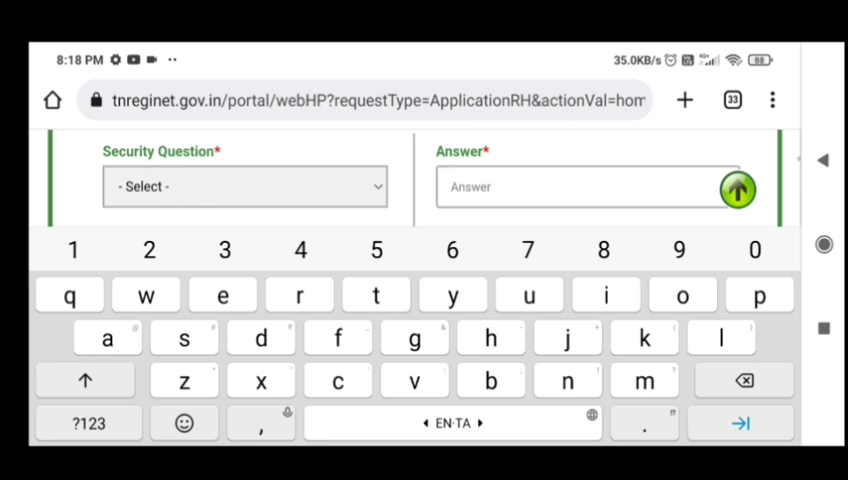 8:18 PM
35.0KB/s
88
tnreginet.gov.in/portal/webHP?requestType=ApplicationRH&actionVal=hom
33
Security Question*
Answer*
- Select -
Answer
1 2 3 4 5 6 7 8 9 0
q w e r t y u i o p
a s d f g h j k l
z x c v b n m
?123 , EN·TA .